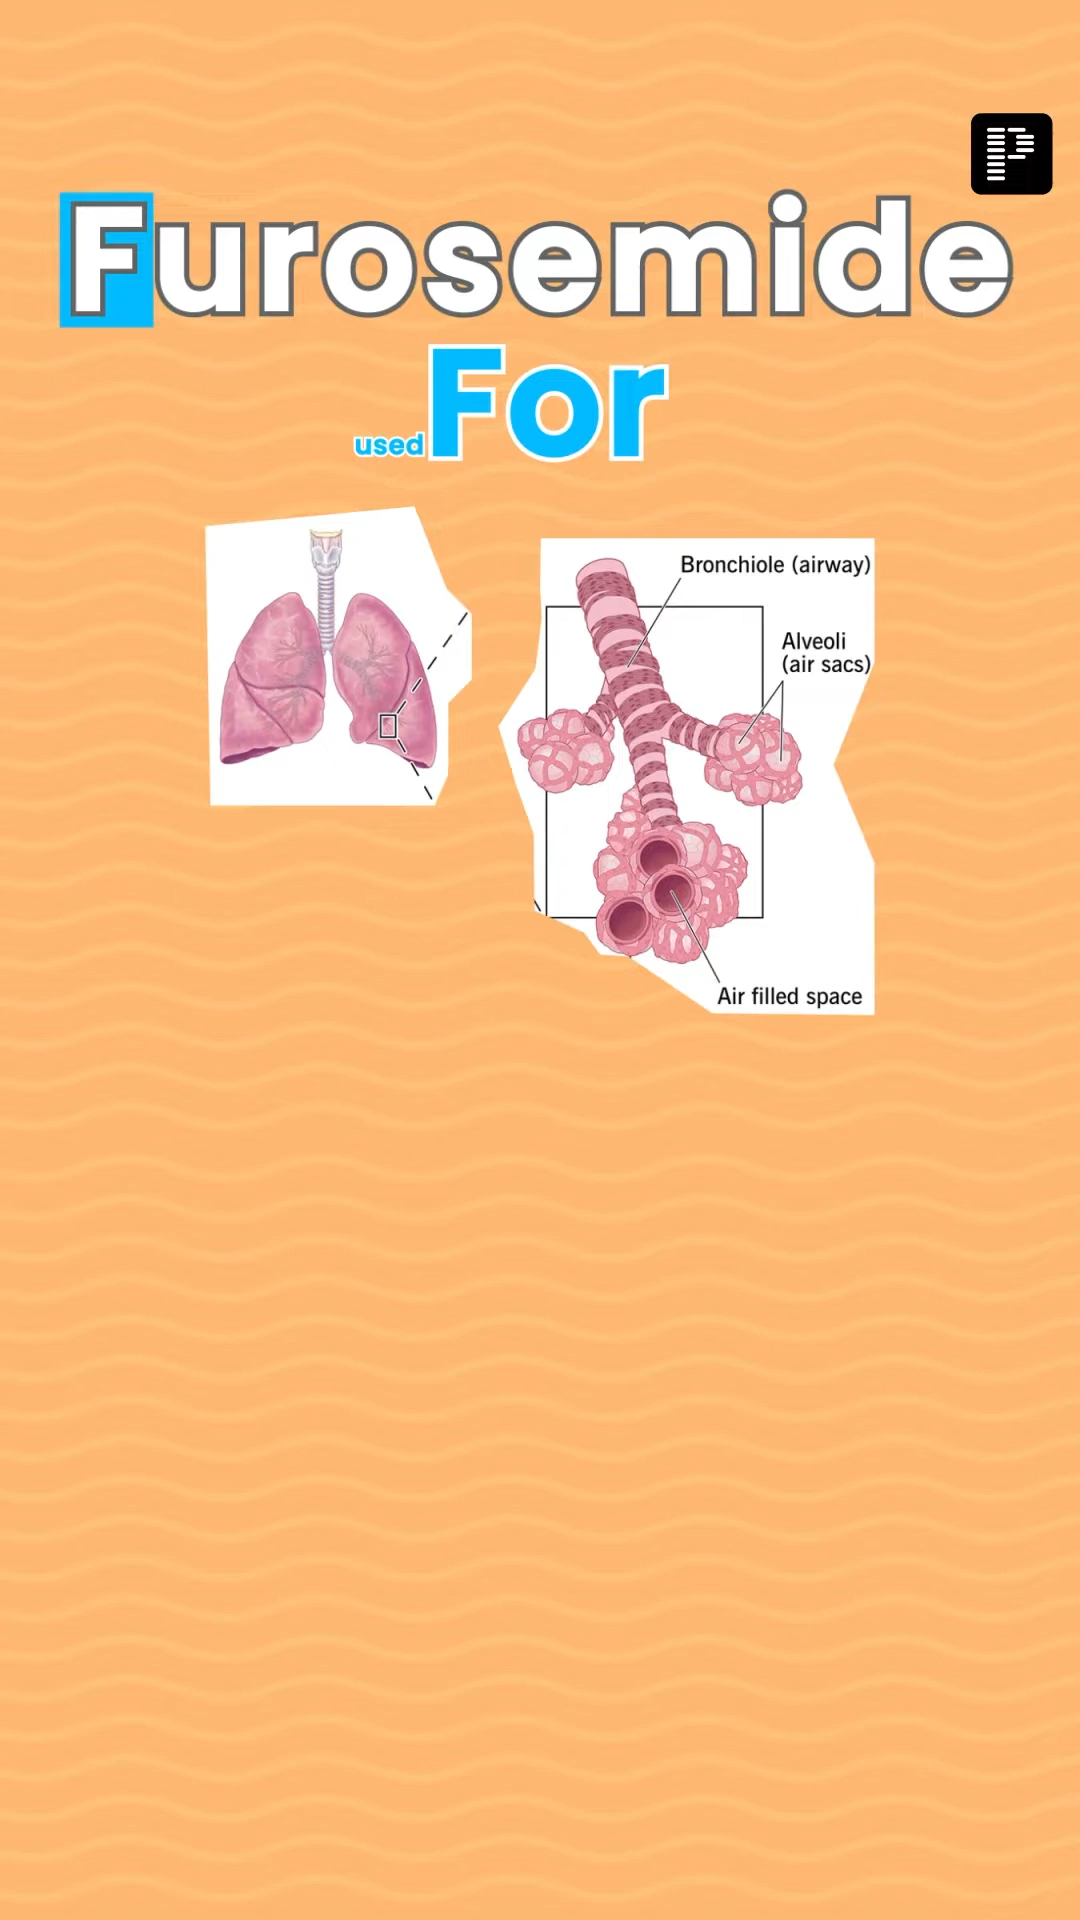 Furosemide
used For
Bronchiole (airway)
Alveoli
(air sacs)
Air filled space